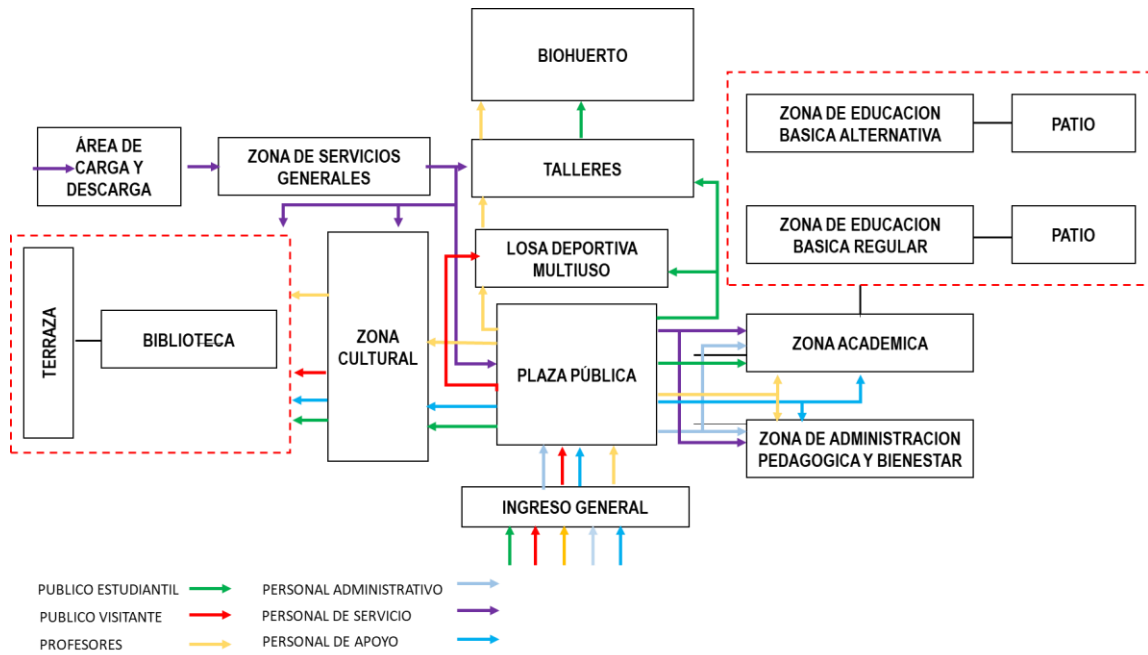 BIOHUERTO
ÁREA DE
CARGA Y
DESCARGA
ZONA DE SERVICIOS
GENERALES
TALLERES
ZONA DE EDUCACION
BASICA ALTERNATIVA
PATIO
ZONA DE EDUCACION
BASICA REGULAR
PATIO
LOSA DEPORTIVA
MULTIUSO
TERRAZA
BIBLIOTECA
ZONA
CULTURAL
PLAZA PÚBLICA
ZONA ACADEMICA
ZONA DE ADMINISTRACION
PEDAGOGICA Y BIENESTAR
INGRESO GENERAL
PUBLICO ESTUDIANTIL
PERSONAL ADMINISTRATIVO
PUBLICO VISITANTE
PERSONAL DE SERVICIO
PROFESORES
PERSONAL DE APOYO